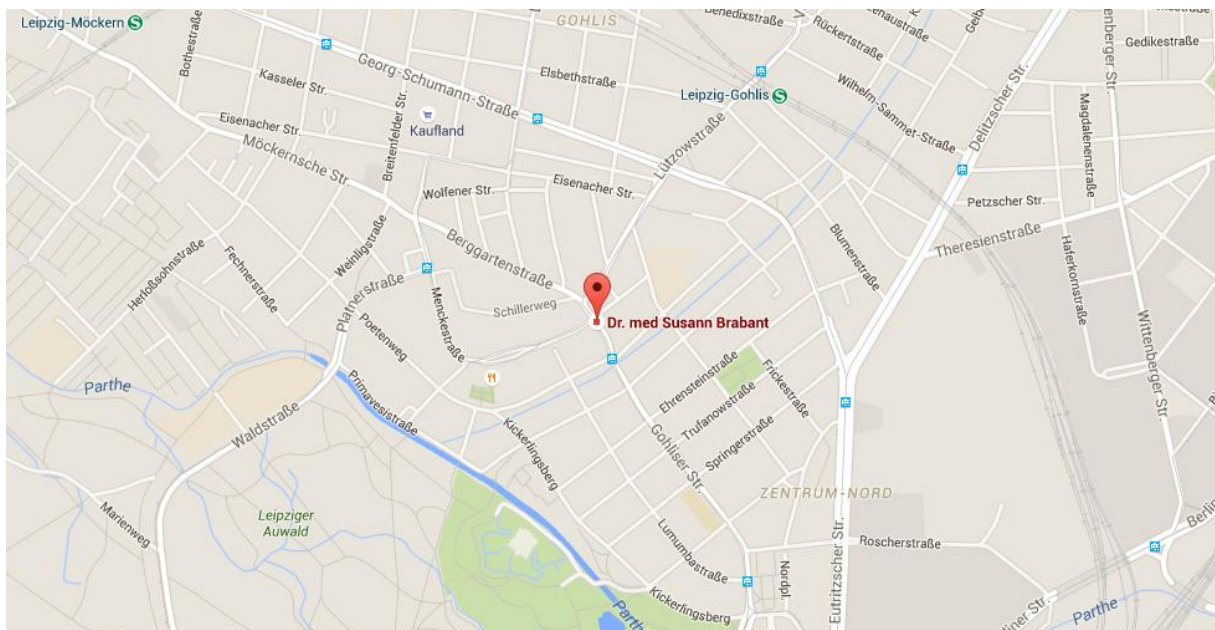 Leipzig-Möckern
GOHLIS
Benedixstraße
Rückertstraße
Gedikestraße
Bothestraße
Georg-Schumann-Straße
Kasseler Str.
Elsbethstraße
Leipzig-Gohlis
Wilhelm-Sammet-Straße
Delitzscher Str.
Magdalenenstraße
Eisenacher Str.
Breitenfelder Str.
Kaufland
Möckernsche Str.
Lützowstraße
Wolfener Str.
Eisenacher Str.
Petzscher Str.
Theresienstraße
Blumenstraße
Haferkornstraße
Herloßsohnstraße
Fechnerstraße
Weinligstraße
Platnerstraße
Berggartenstraße
Menckestraße
Schillerweg
Dr. med Susann Brabant
Poetenweg
Wittenberger Str.
Parthe
Primavesistraße
Waldstraße
Ehrensteinstraße
Frickestraße
Trufanowstraße
Springerstraße
Kickerlingsberg
Gohliser Str.
ZENTRUM-NORD
Marienweg
Leipziger
Auwald
Lumumbastraße
Roscherstraße
Eutritzscher Str.
Nordpl.
Kickerlingsberg
Parthe